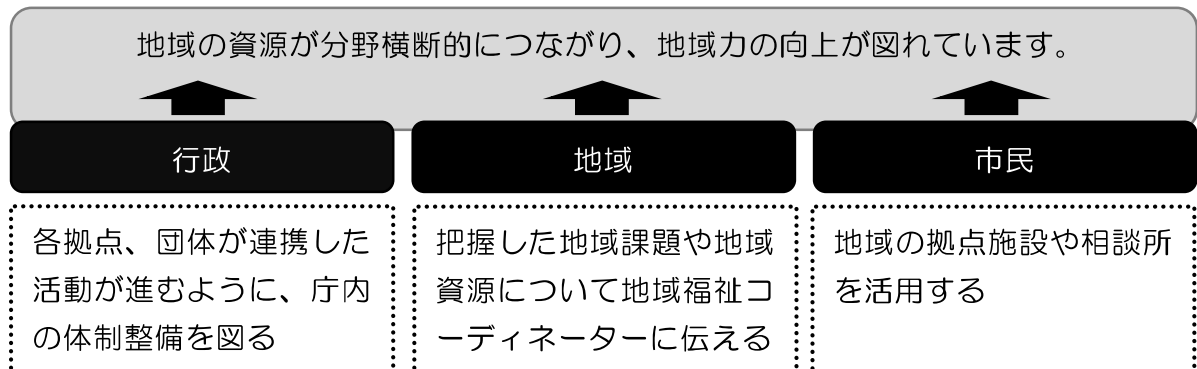 地域の資源が分野横断的につながり、地域力の向上が図れています。
行政
地域
市民
各拠点、団体が連携した
活動が進むように、庁内
の体制整備を図る
把握した地域課題や地域
資源について地域福祉コ
ーディネーターに伝える
地域の拠点施設や相談所
を活用する